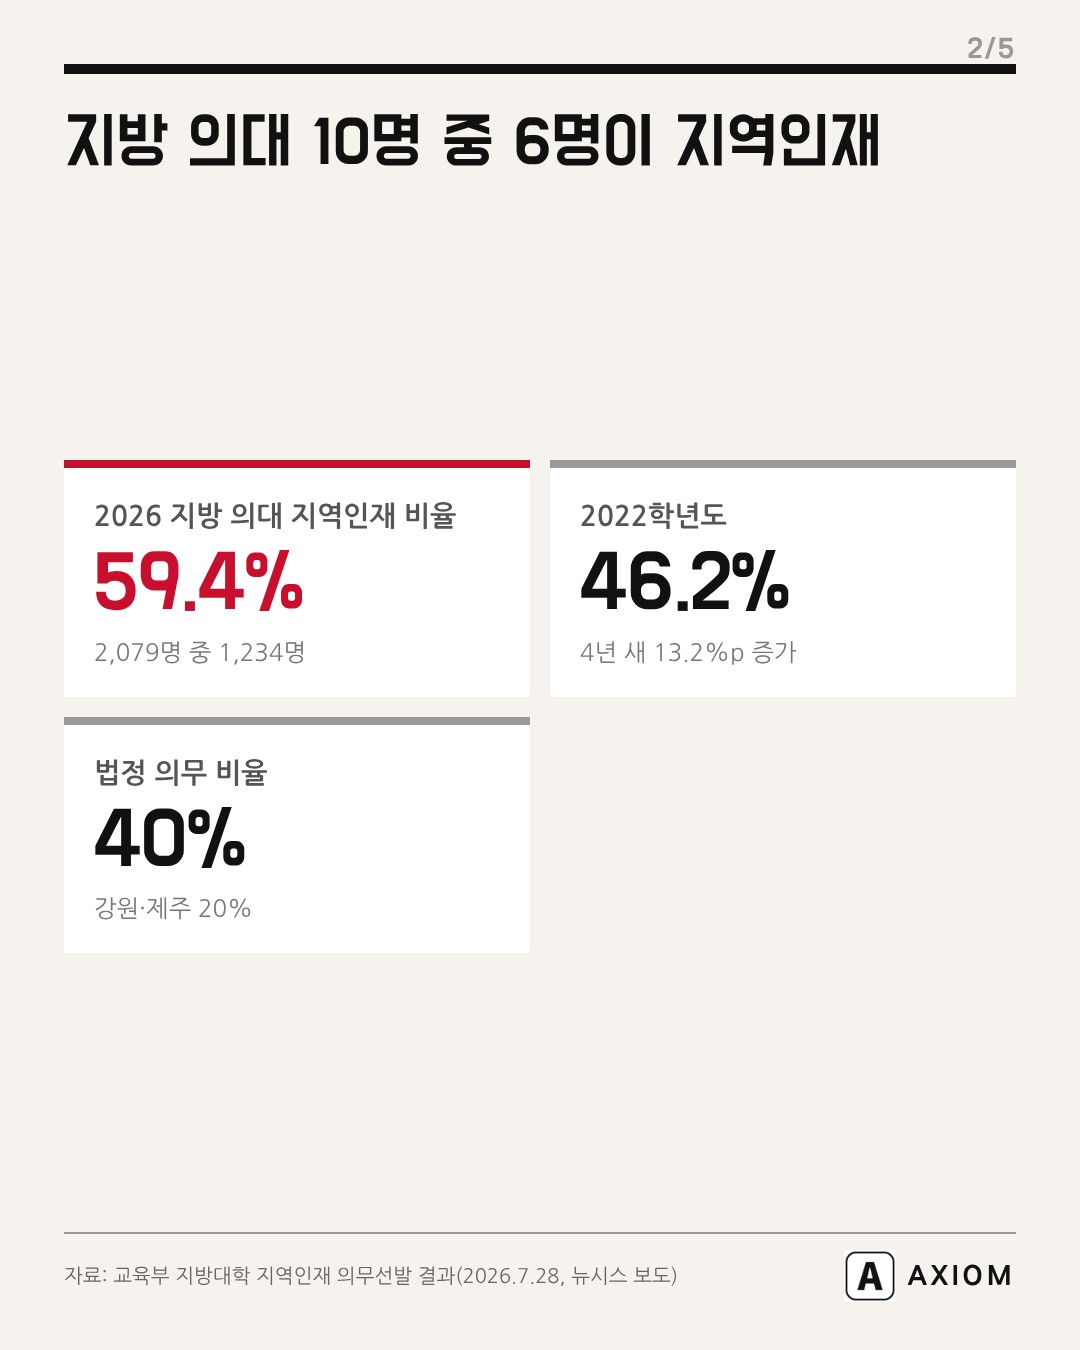 2/5
지방 의대 10명 중 6명이 지역인재
2026 지방 의대 지역인재 비율
59.4%
2,079명 중 1,234명
2022학년도
46.2%
4년 새 13.2%p 증가
법정 의무 비율
40%
강원·제주 20%
자료: 교육부 지방대학 지역인재 의무선발 결과(2026.7.28, 뉴시스 보도)
A AXIOM